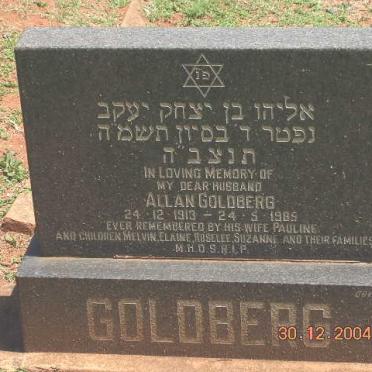 פנ
אליהו בן יצחק יעקב
נפטר ד' בסיון תשמ"ה
תנצב"ה
IN LOVING MEMORY OF
MY DEAR HUSBAND
ALLAN GOLDBERG
24 · 12 · 1913 - 24 · 5 · 1985
EVER REMEMBERED BY HIS WIFE PAULINE
AND CHILDREN, MELVIN, ELAINE, ROSELEE, SUZANNE AND THEIR FAMILIES
M.H.D.S.R.I.P.
GOLDBERG
30.12.2004